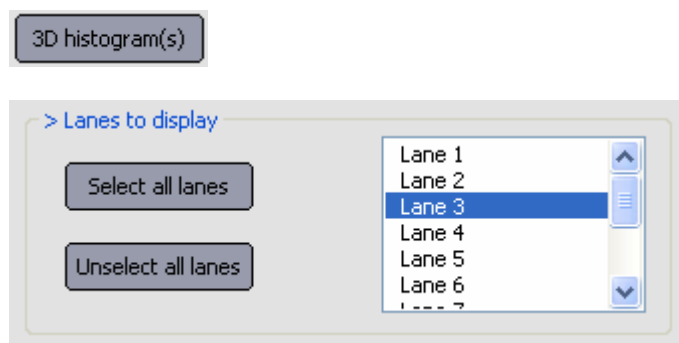 3D histogram(s)
> Lanes to display
Select all lanes
Unselect all lanes
Lane 1
Lane 2
Lane 3
Lane 4
Lane 5
Lane 6